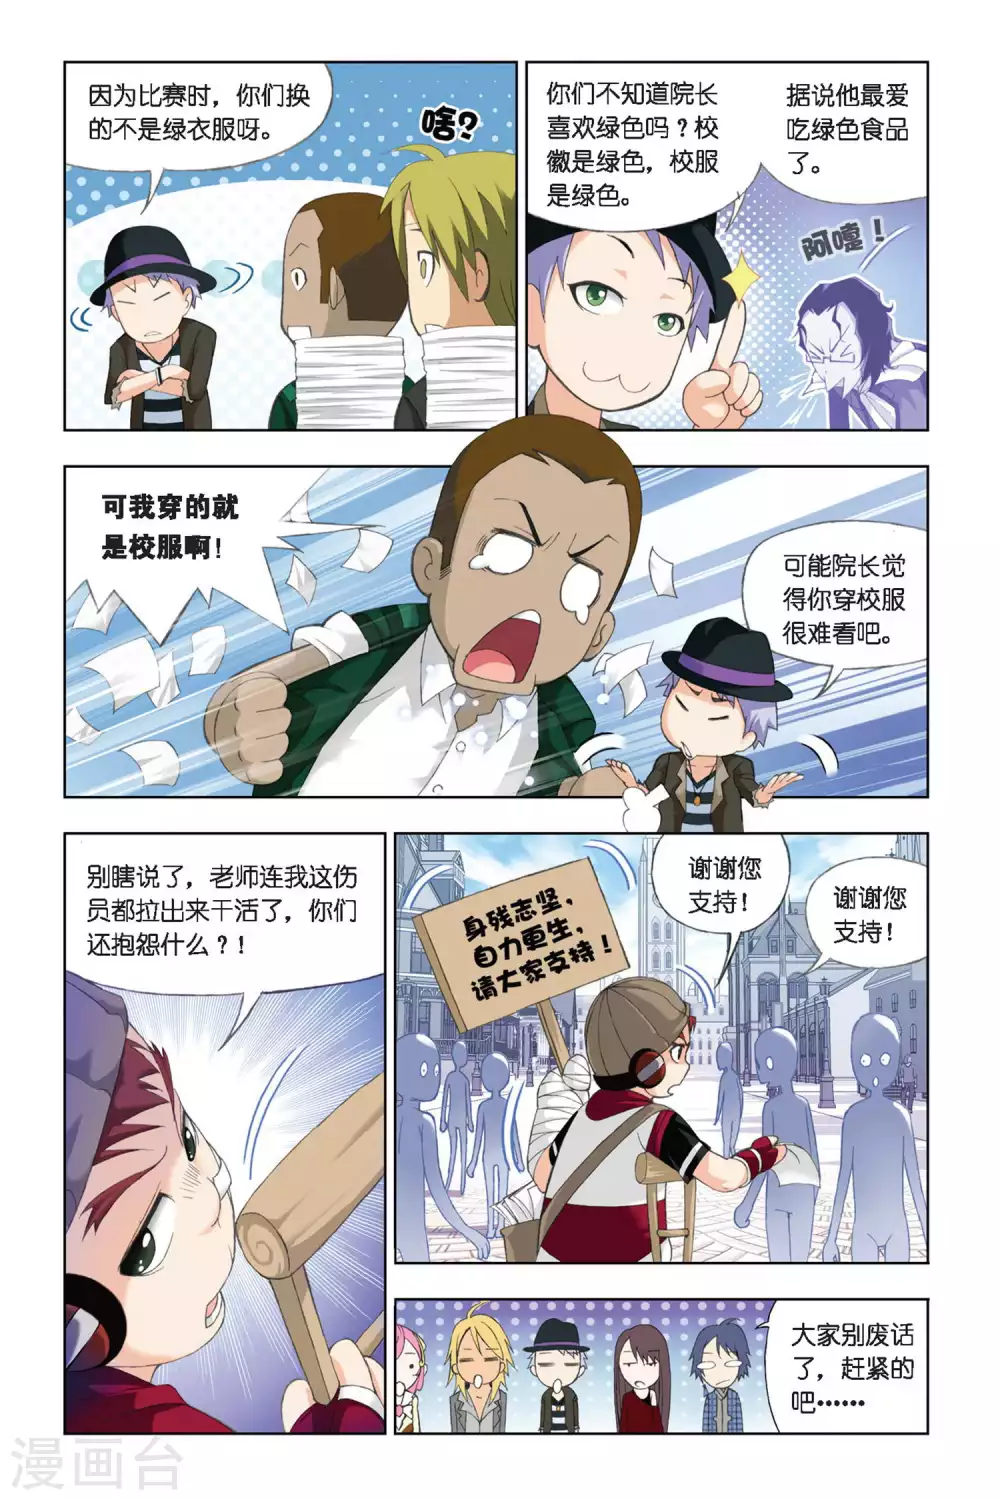 因为比赛时，你们换
的不是绿衣服呀。
啥？
你们不知道院长
喜欢绿色吗？校
徽是绿色，校服
是绿色。
据说他最爱
吃绿色食品
了。
阿嚏！
可我穿的就
是校服啊！
可能院长觉
得你穿校服
很难看吧。
别瞎说了，老师连我这伤
员都拉出来干活了，你们
还抱怨什么？！
身残志坚，
自力更生，
请大家支持！
谢谢您
支持！
谢谢您
支持！
大家别废话
了，赶紧的
吧……
漫画台